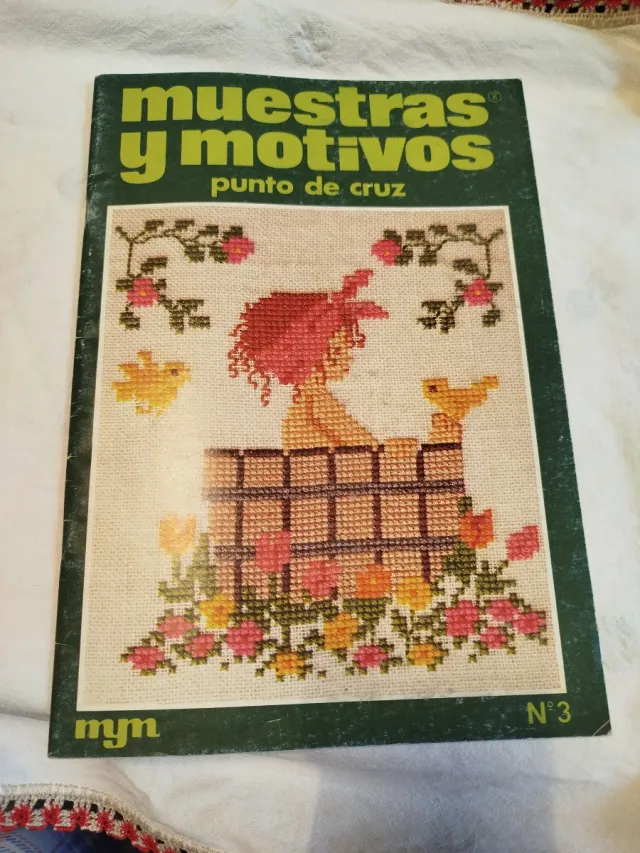 muestras®
y motivos
punto de cruz
mym
Nº3